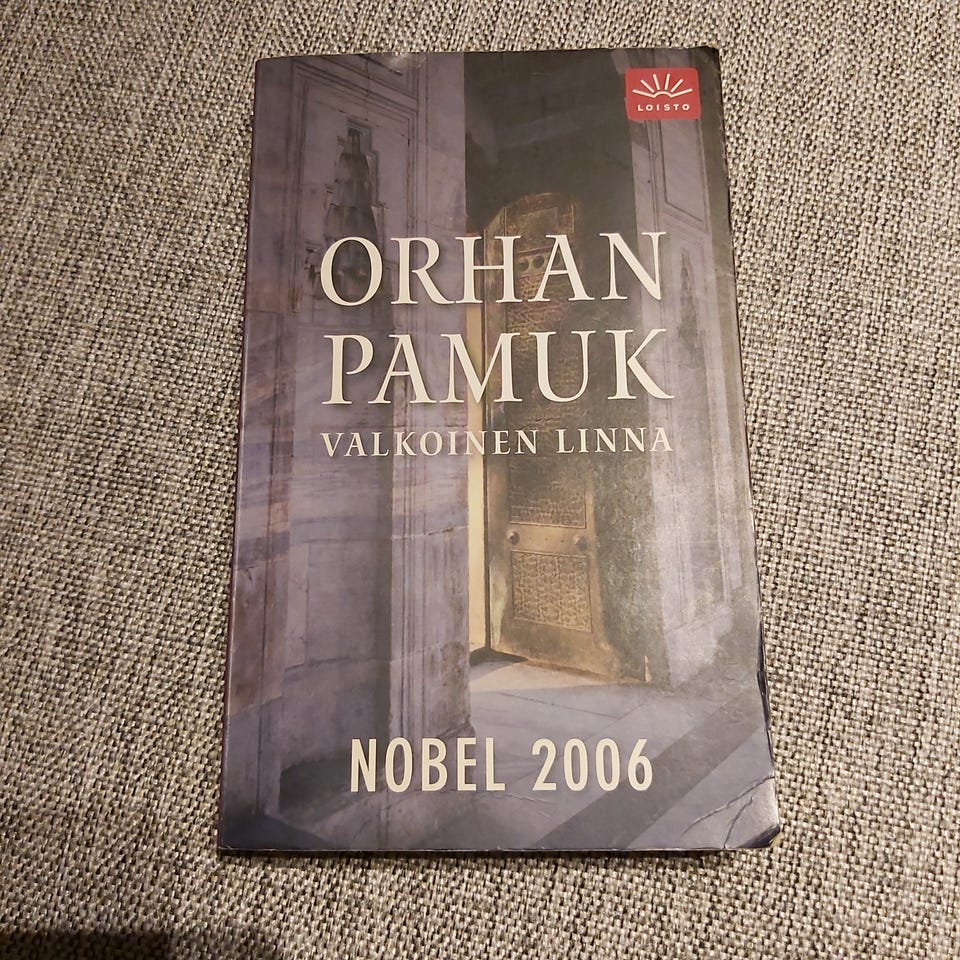 LOISTO
ORHAN
PAMUK
VALKOINEN LINNA
NOBEL 2006